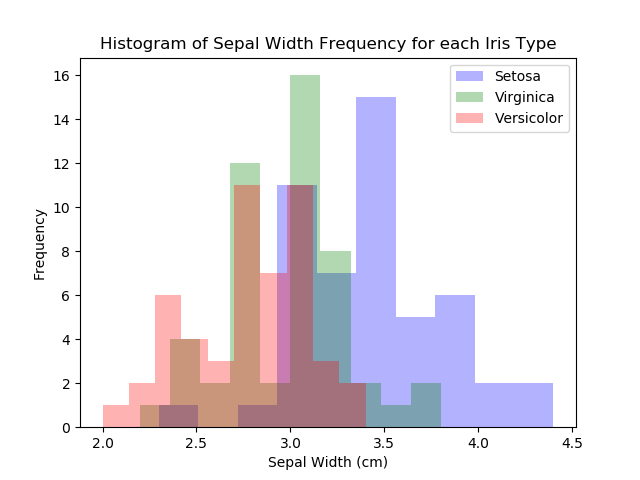 Histogram of Sepal Width Frequency for each Iris Type
Setosa
Virginica
Versicolor
Frequency
16
14
12
10
8
6
4
2
0
2.0 2.5 3.0 3.5 4.0 4.5
Sepal Width (cm)